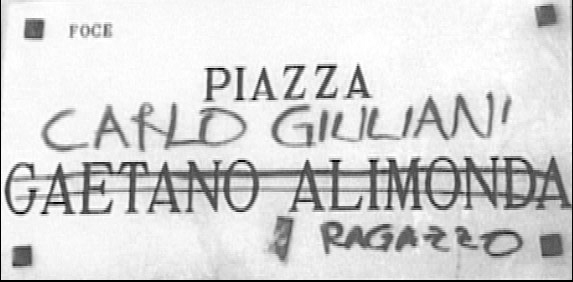 FOCE
PIAZZA
CARLO GIULIANI
GAETANO ALIMONDA
RAGAZZO